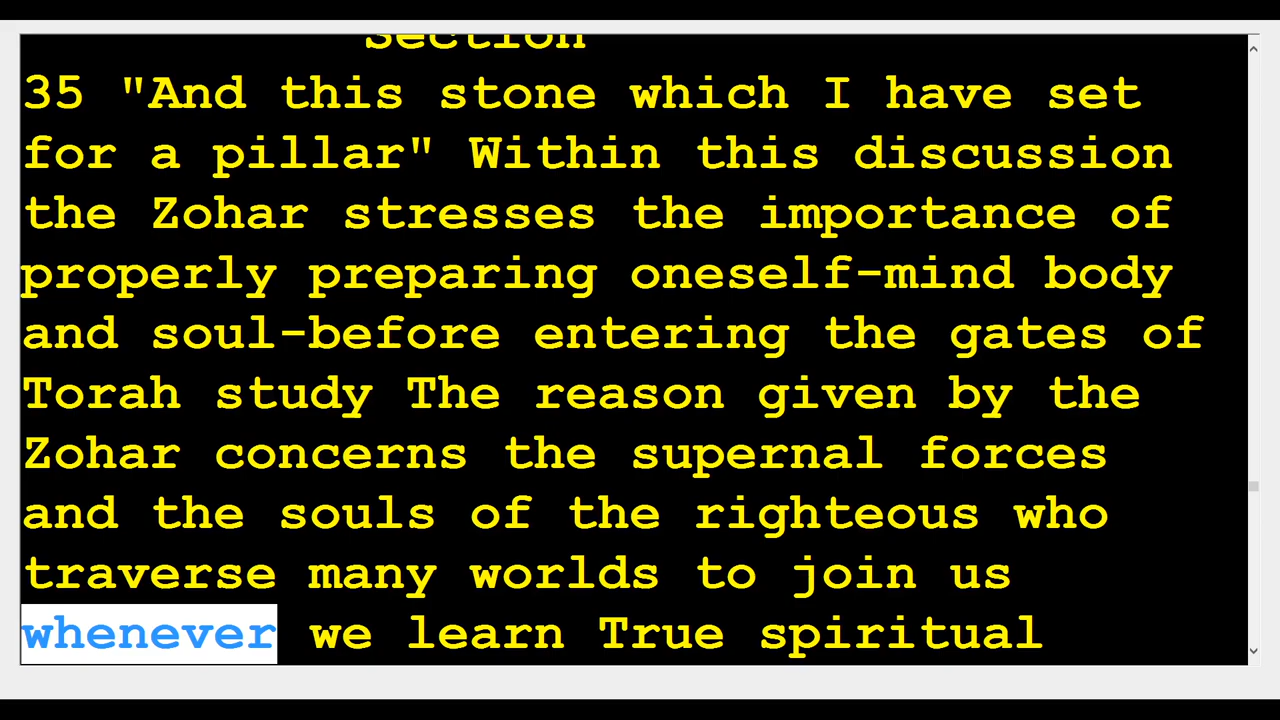 Section
35 "And this stone which I have set
for a pillar" Within this discussion
the Zohar stresses the importance of
properly preparing oneself-mind body
and soul-before entering the gates of
Torah study The reason given by the
Zohar concerns the supernal forces
and the souls of the righteous who
traverse many worlds to join us
whenever we learn True spiritual